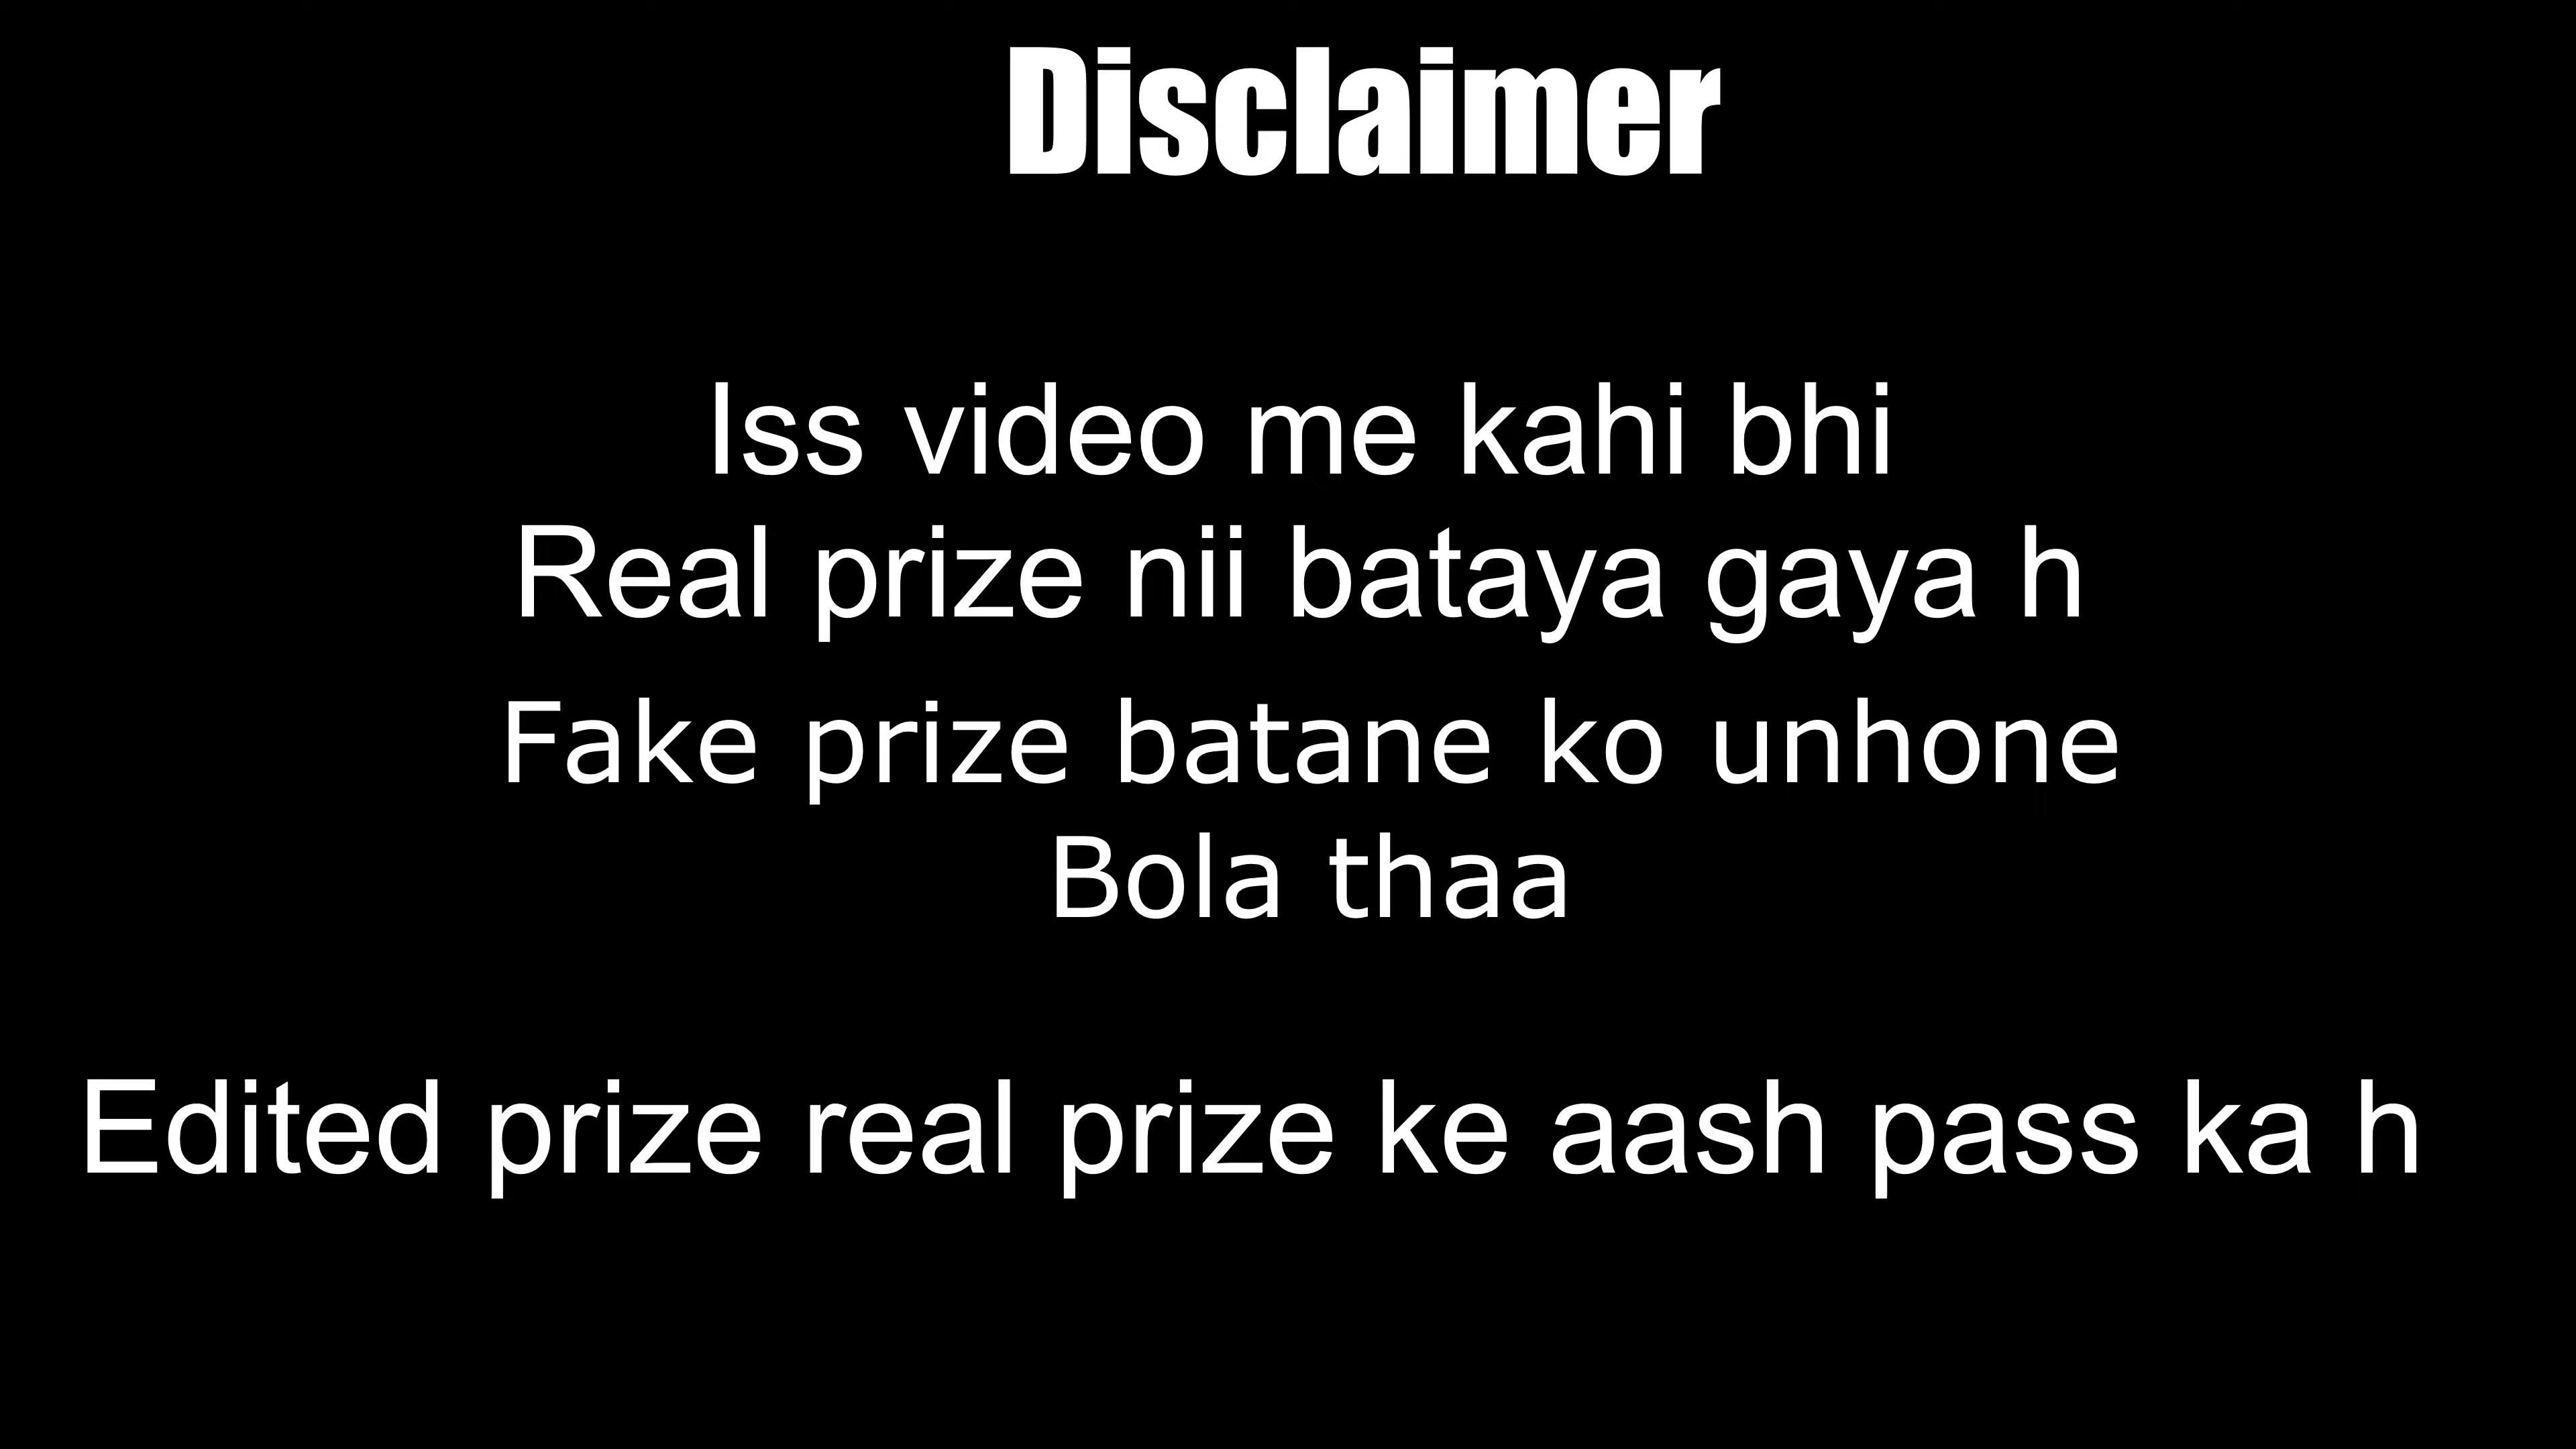 Disclaimer
Iss video me kahi bhi
Real prize nii bataya gaya h
Fake prize batane ko unhone
Bola thaa
Edited prize real prize ke aash pass ka h